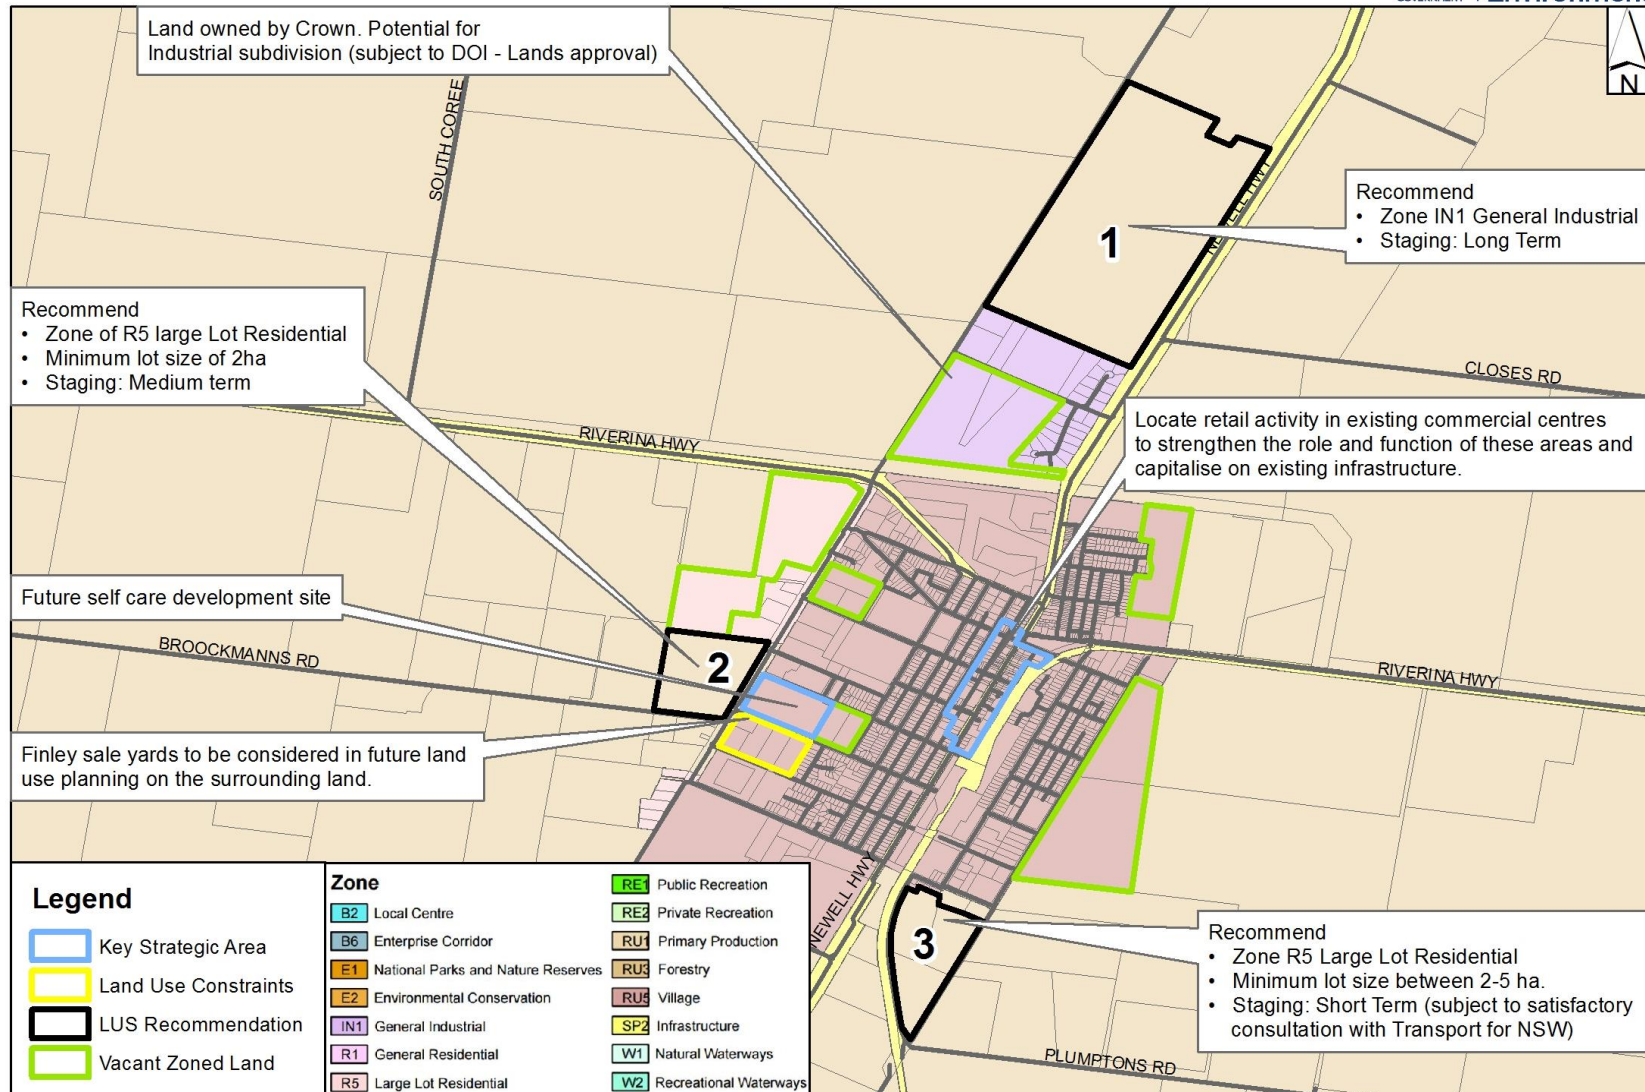 Land owned by Crown. Potential for
Industrial subdivision (subject to DOI - Lands approval)
N
SOUTH COREE
NEWELL HWY
1
Recommend
• Zone IN1 General Industrial
• Staging: Long Term
Recommend
• Zone of R5 large Lot Residential
• Minimum lot size of 2ha
• Staging: Medium term
CLOSES RD
RIVERINA HWY
Locate retail activity in existing commercial centres
to strengthen the role and function of these areas and
capitalise on existing infrastructure.
Future self care development site
BROOCKMANNS RD
2
RIVERINA HWY
Finley sale yards to be considered in future land
use planning on the surrounding land.
NEWELL HWY
3
Recommend
• Zone R5 Large Lot Residential
• Minimum lot size between 2-5 ha.
• Staging: Short Term (subject to satisfactory
consultation with Transport for NSW)
PLUMPTONS RD
Legend
Key Strategic Area
Land Use Constraints
LUS Recommendation
Vacant Zoned Land
Zone
B2 Local Centre
B6 Enterprise Corridor
E1 National Parks and Nature Reserves
E2 Environmental Conservation
IN1 General Industrial
R1 General Residential
R5 Large Lot Residential
RE1 Public Recreation
RE2 Private Recreation
RU1 Primary Production
RU3 Forestry
RU5 Village
SP2 Infrastructure
W1 Natural Waterways
W2 Recreational Waterways